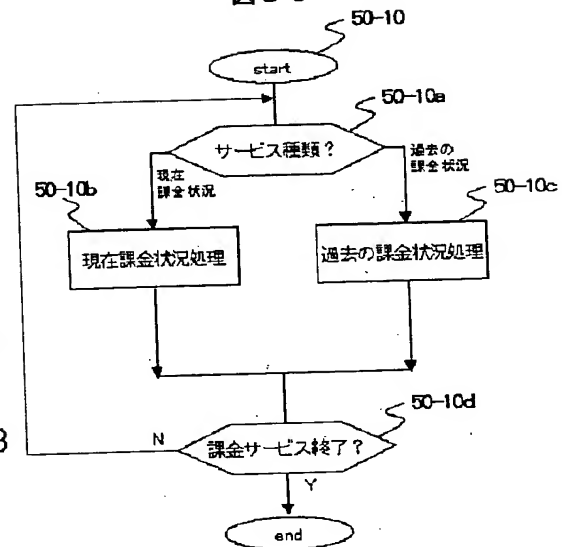 50-10
start
50-10a
サービス種類？
現在
課金状況
過去の
課金状況
50-10b
50-10c
現在課金状況処理
過去の課金状況処理
50-10d
N
課金サービス終了？
Y
end